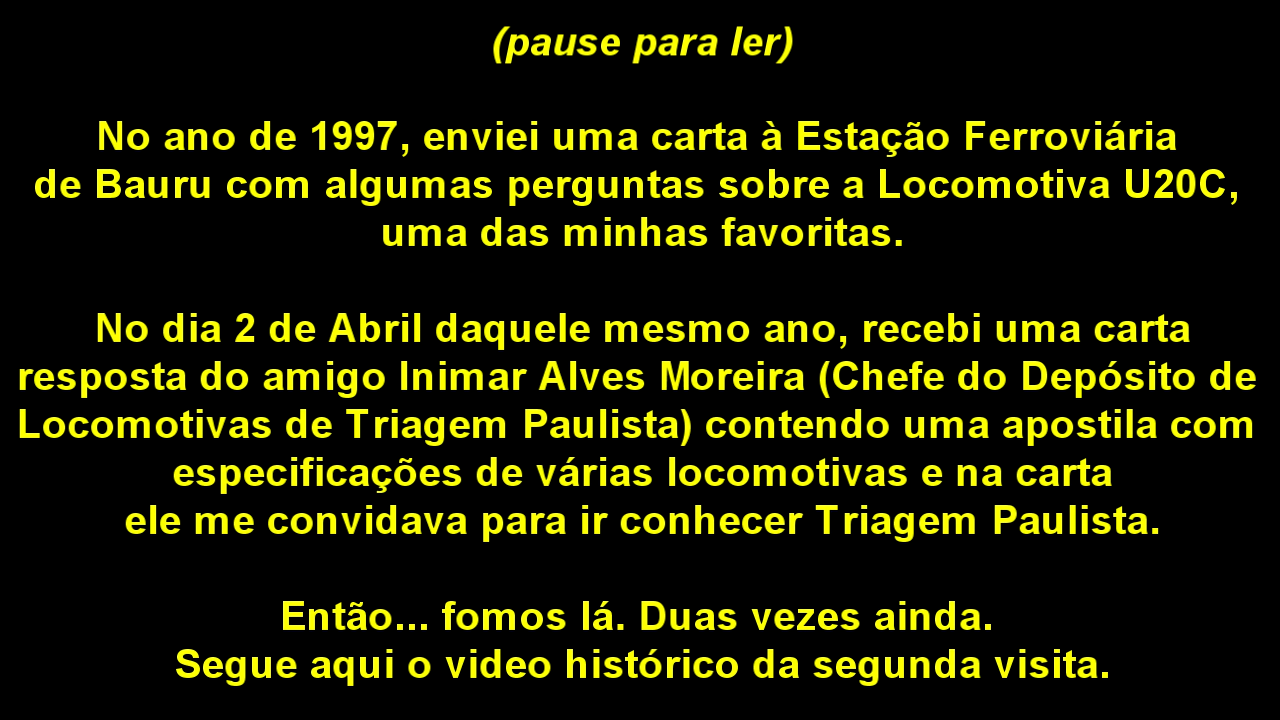 (pause para ler)
No ano de 1997, enviei uma carta à Estação Ferroviária
de Bauru com algumas perguntas sobre a Locomotiva U20C,
uma das minhas favoritas.
No dia 2 de Abril daquele mesmo ano, recebi uma carta
resposta do amigo Inimar Alves Moreira (Chefe do Depósito de
Locomotivas de Triagem Paulista) contendo uma apostila com
especificações de várias locomotivas e na carta
ele me convidava para ir conhecer Triagem Paulista.
Então... fomos lá. Duas vezes ainda.
Segue aqui o video histórico da segunda visita.